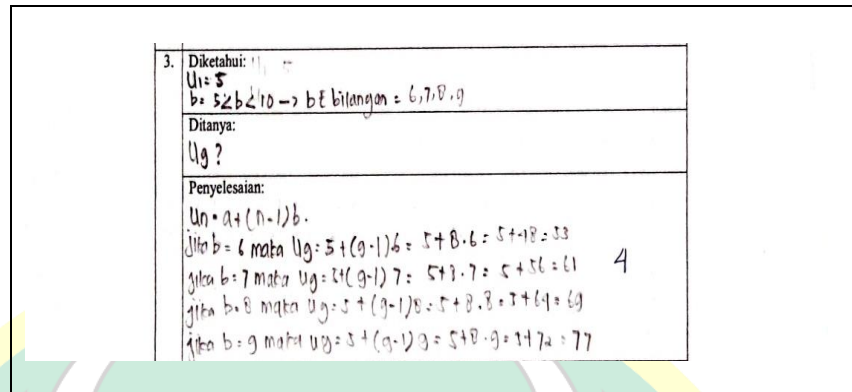 3. Diketahui:
U1 = 5
b = 5 < b < 10 -> b € bilangan = 6,7,8,9
Ditanya:
U9 ?
Penyelesaian:
Un = a + (n-1)b.
jika b = 6 maka U9 = 5 + (9-1)6 = 5 + 8.6 = 5 + 48 = 53
jika b = 7 maka U9 = 5 + (9-1) 7 = 5 + 8.7 = 5 + 56 = 61
4
jika b = 8 maka U9 = 5 + (9-1)8 = 5 + 8.8 = 5 + 64 = 69
jika b = 9 maka U9 = 5 + (9-1) 9 = 5 + 8.9 = 5 + 72 = 77